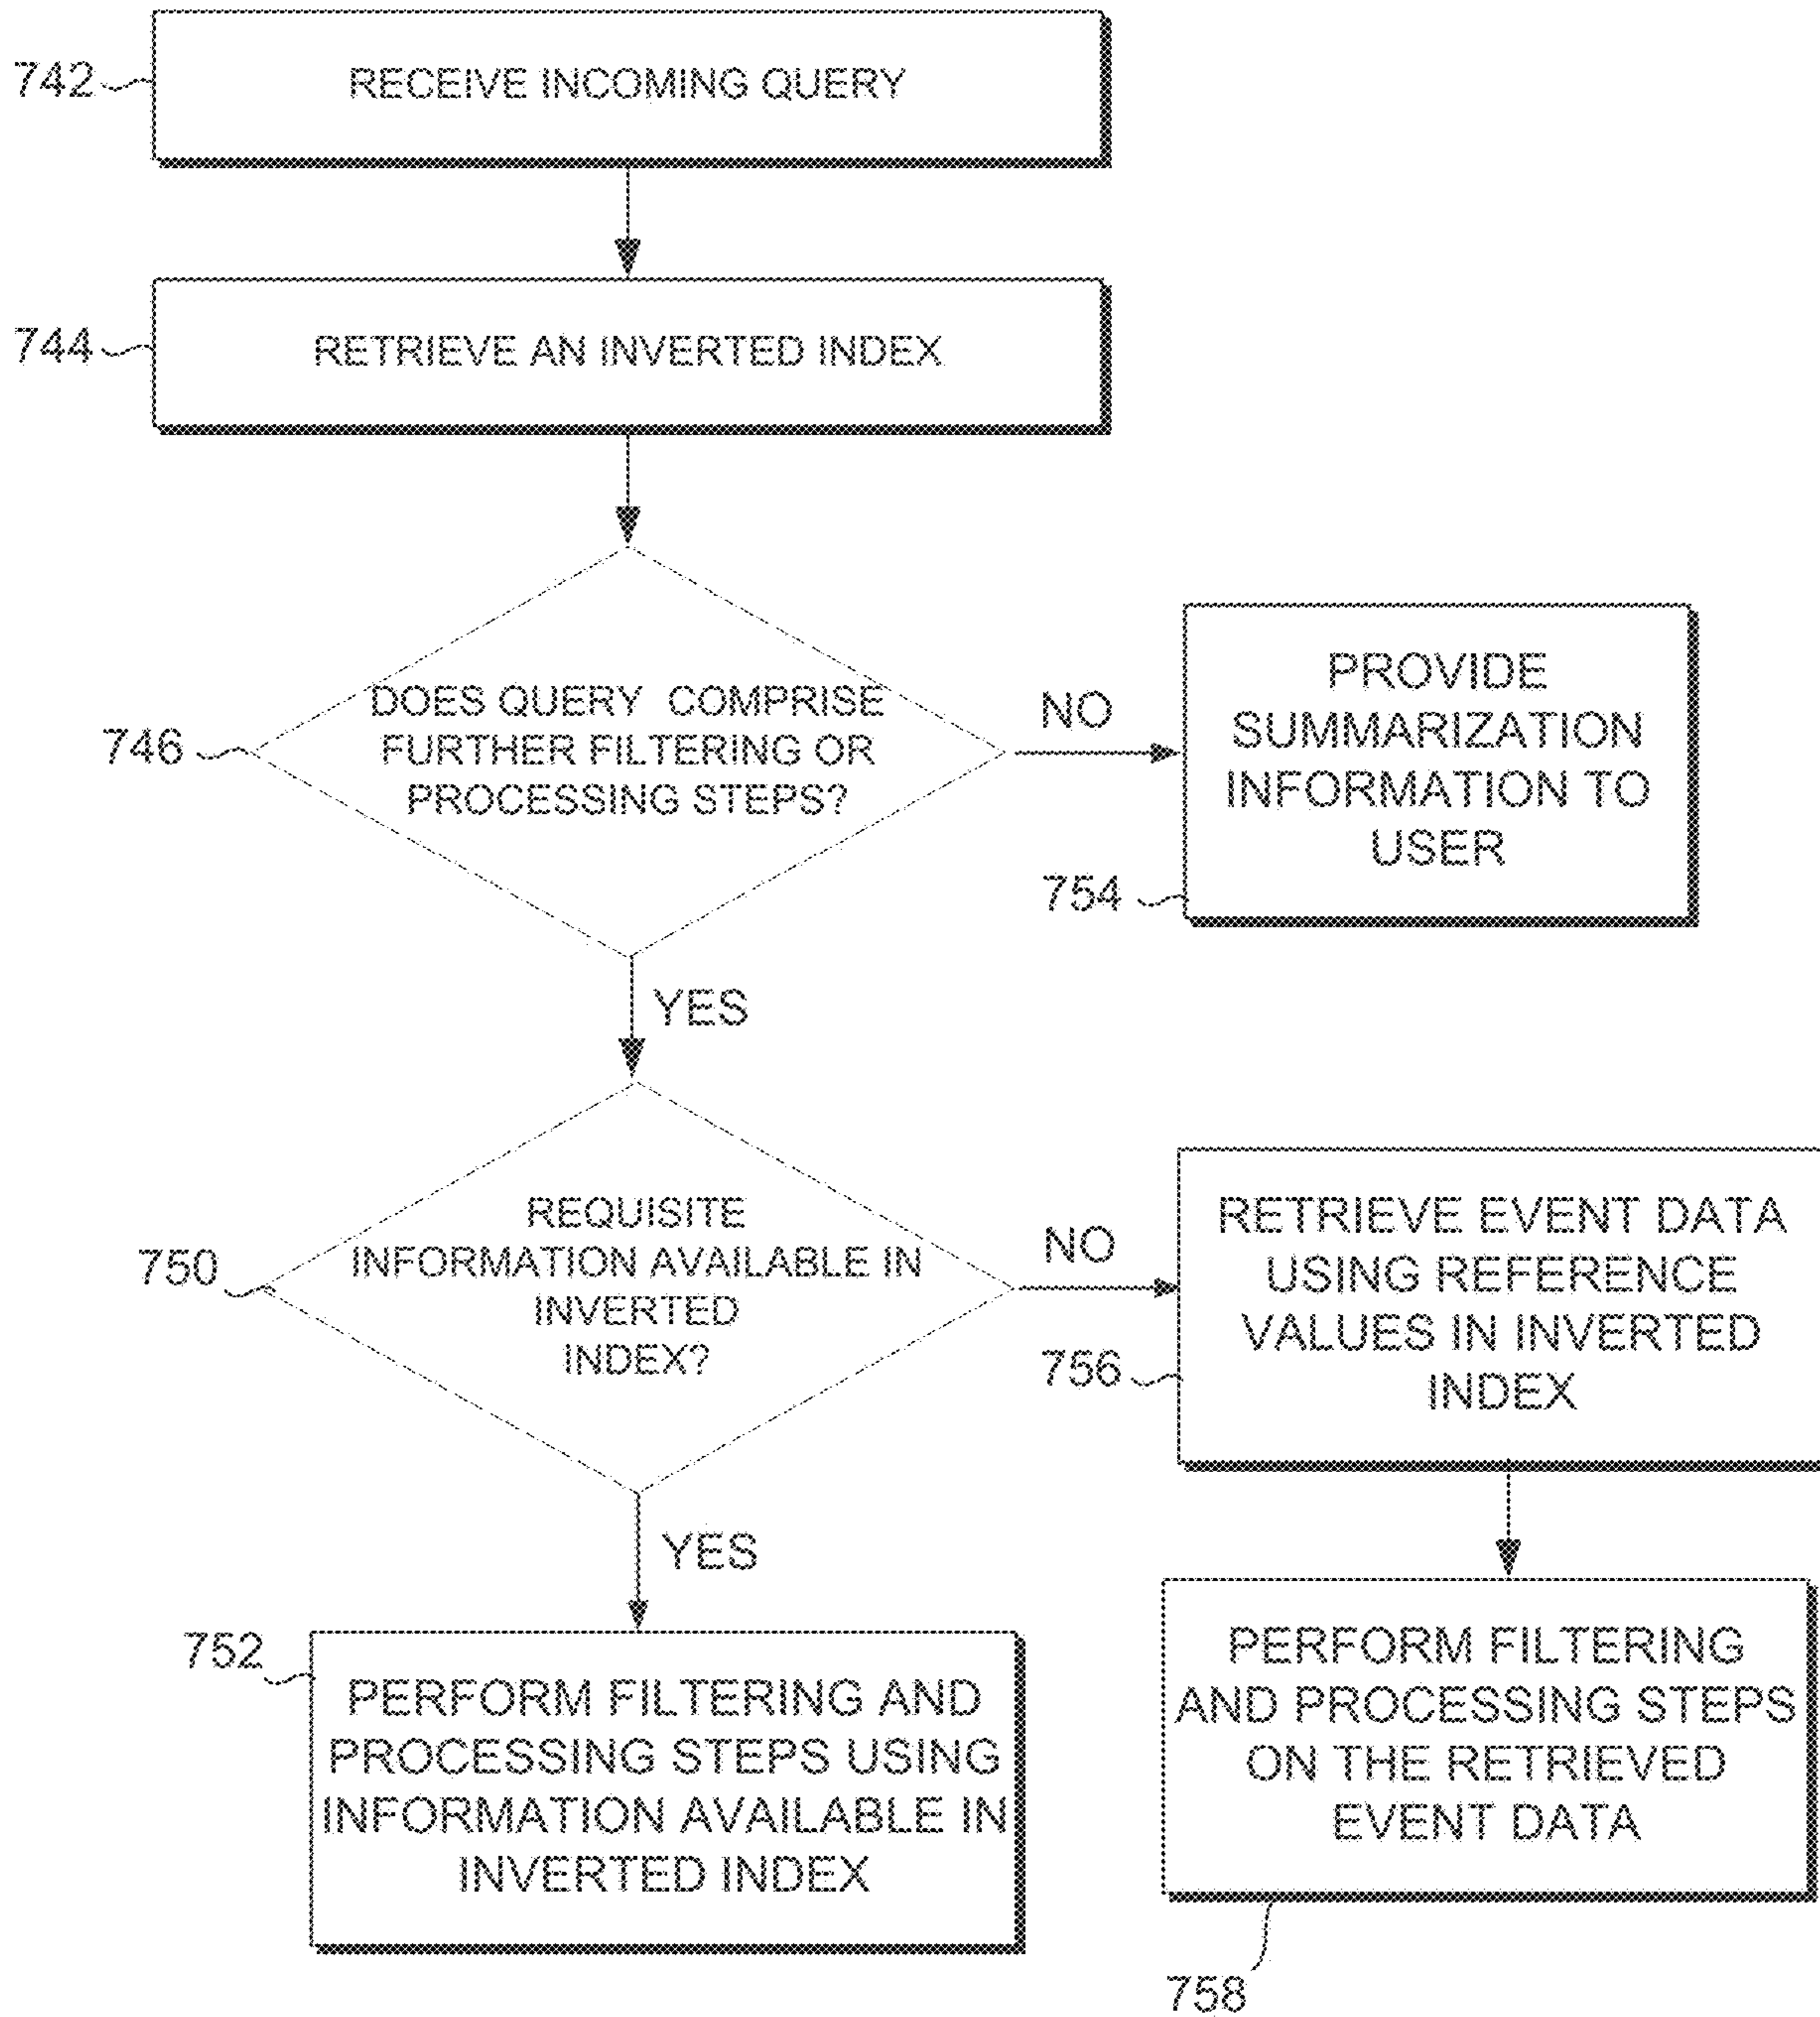 742
RECEIVE INCOMING QUERY
744
RETRIEVE AN INVERTED INDEX
746
DOES QUERY COMPRISE
FURTHER FILTERING OR
PROCESSING STEPS?
NO
PROVIDE
SUMMARIZATION
INFORMATION TO
USER
754
YES
750
REQUISITE
INFORMATION AVAILABLE IN
INVERTED
INDEX?
NO
RETRIEVE EVENT DATA
USING REFERENCE
VALUES IN INVERTED
INDEX
756
YES
752
PERFORM FILTERING AND
PROCESSING STEPS USING
INFORMATION AVAILABLE IN
INVERTED INDEX
PERFORM FILTERING
AND PROCESSING STEPS
ON THE RETRIEVED
EVENT DATA
758